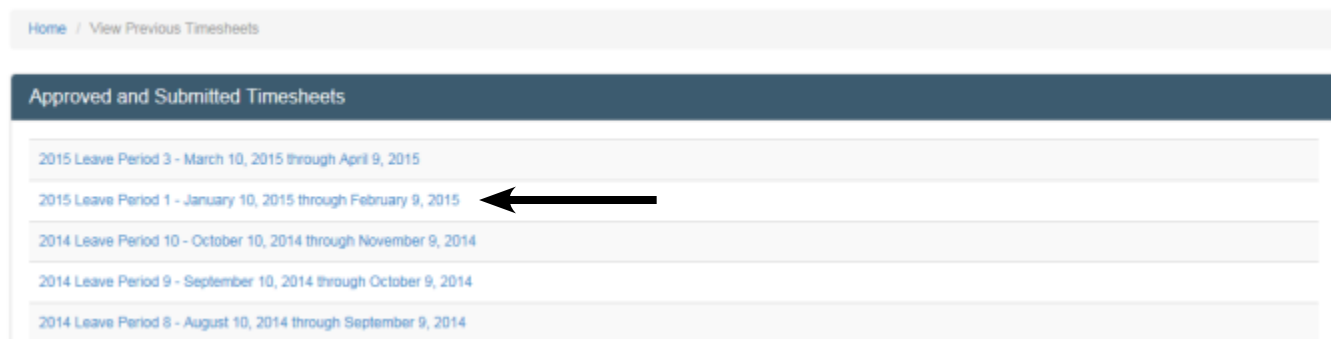 Home / View Previous Timesheets
Approved and Submitted Timesheets
2015 Leave Period 3 - March 10, 2015 through April 9, 2015
2015 Leave Period 1 - January 10, 2015 through February 9, 2015
2014 Leave Period 10 - October 10, 2014 through November 9, 2014
2014 Leave Period 9 - September 10, 2014 through October 9, 2014
2014 Leave Period 8 - August 10, 2014 through September 9, 2014